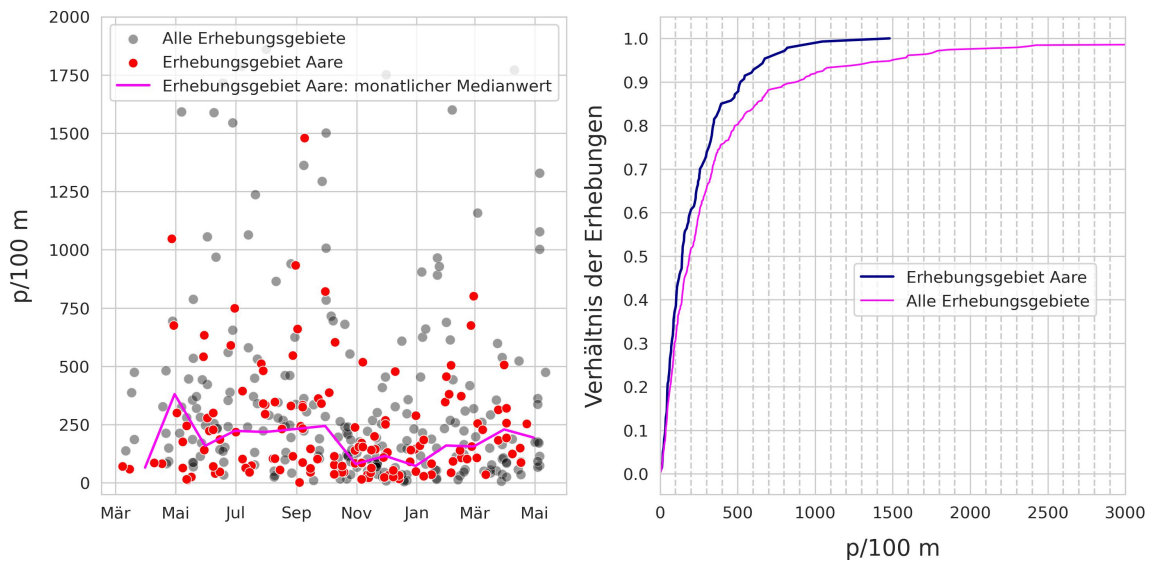 2000
1750
1500
1250
1000
750
500
250
0
p/100 m
Alle Erhebungsgebiete
Erhebungsgebiet Aare
Erhebungsgebiet Aare: monatlicher Medianwert
Mär Mai Jul Sep Nov Jan Mär Mai
1.0
0.9
0.8
0.7
0.6
0.5
0.4
0.3
0.2
0.1
0.0
Verhältnis der Erhebungen
Erhebungsgebiet Aare
Alle Erhebungsgebiete
0 500 1000 1500 2000 2500 3000
p/100 m